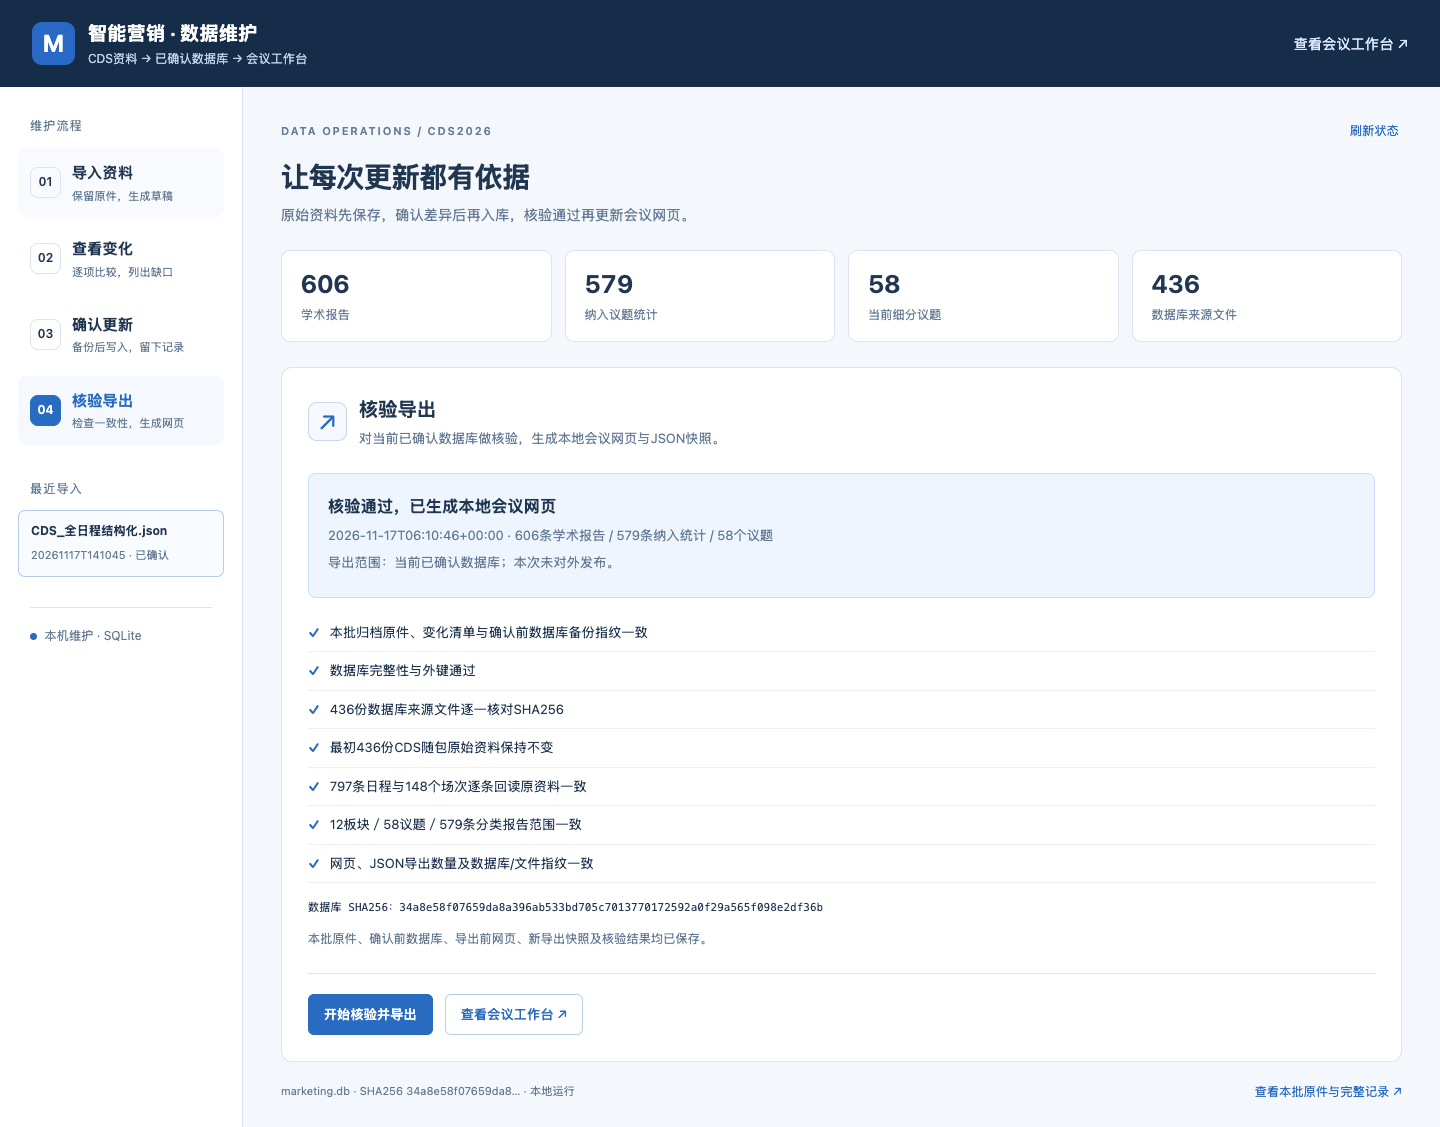 M
智能营销 · 数据维护
CDS资料 → 已确认数据库 → 会议工作台
查看会议工作台 ↗
维护流程
01
导入资料
保留原件，生成草稿
02
查看变化
逐项比较，列出缺口
03
确认更新
备份后写入，留下记录
04
核验导出
检查一致性，生成网页
最近导入
CDS_全日程结构化.json
20261117T141045 · 已确认
本机维护 · SQLite
DATA OPERATIONS / CDS2026
刷新状态
让每次更新都有依据
原始资料先保存，确认差异后再入库，核验通过再更新会议网页。
606
学术报告
579
纳入议题统计
58
当前细分议题
436
数据库来源文件
核验导出
对当前已确认数据库做核验，生成本地会议网页与JSON快照。
核验通过，已生成本地会议网页
2026-11-17T06:10:46+00:00 · 606条学术报告 / 579条纳入统计 / 58个议题
导出范围：当前已确认数据库；本次未对外发布。
本批归档原件、变化清单与确认前数据库备份指纹一致
数据库完整性与外键通过
436份数据库来源文件逐一核对SHA256
最初436份CDS随包原始资料保持不变
797条日程与148个场次逐条回读原资料一致
12板块 / 58议题 / 579条分类报告范围一致
网页、JSON导出数量及数据库/文件指纹一致
数据库 SHA256: 34a8e58f07659da8a396ab533bd705c7013770172592a0f29a565f098e2df36b
本批原件、确认前数据库、导出前网页、新导出快照及核验结果均已保存。
开始核验并导出
查看会议工作台 ↗
marketing.db · SHA256 34a8e58f07659da8… · 本地运行
查看本批原件与完整记录 ↗